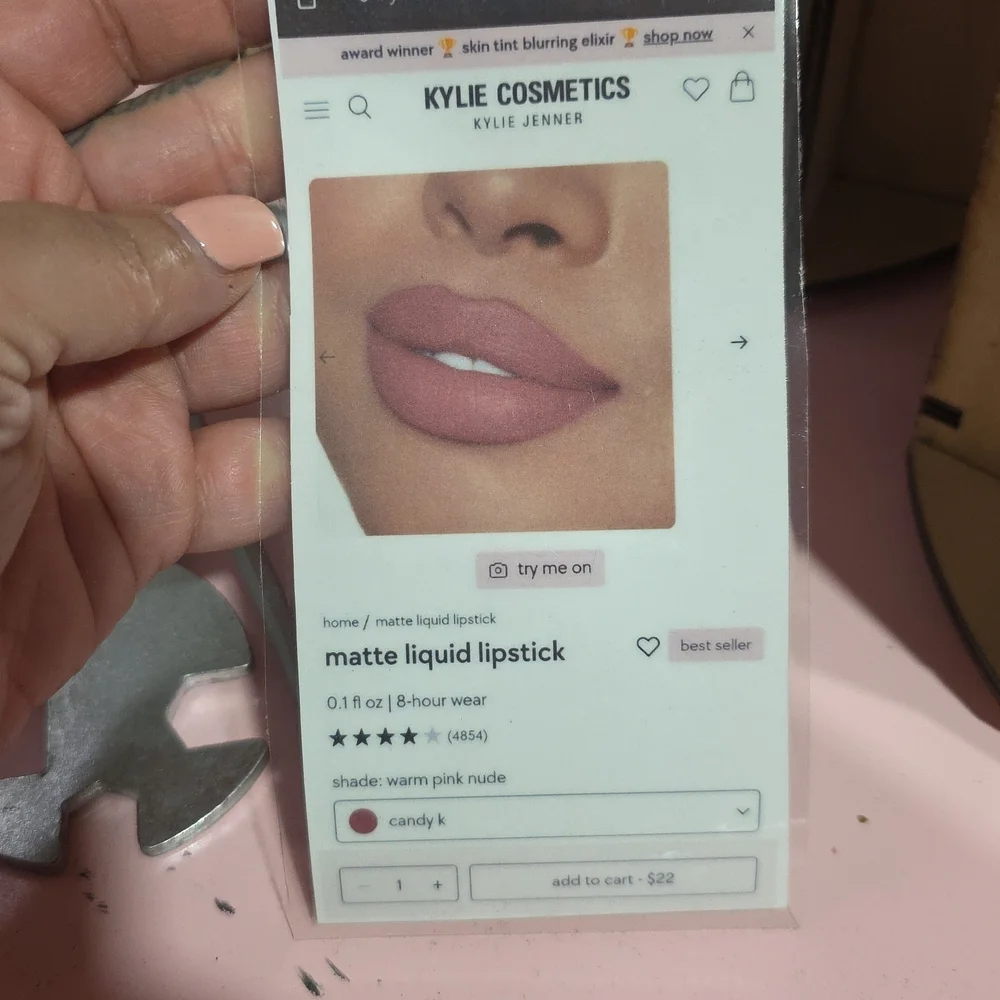 award winner 🏆 skin tint blurring elixir 🏆 shop now ×
KYLIE COSMETICS
KYLIE JENNER
try me on
home / matte liquid lipstick
matte liquid lipstick
best seller
0.1 fl oz | 8-hour wear
(4854)
shade: warm pink nude
candy k
- 1 +
add to cart - $22